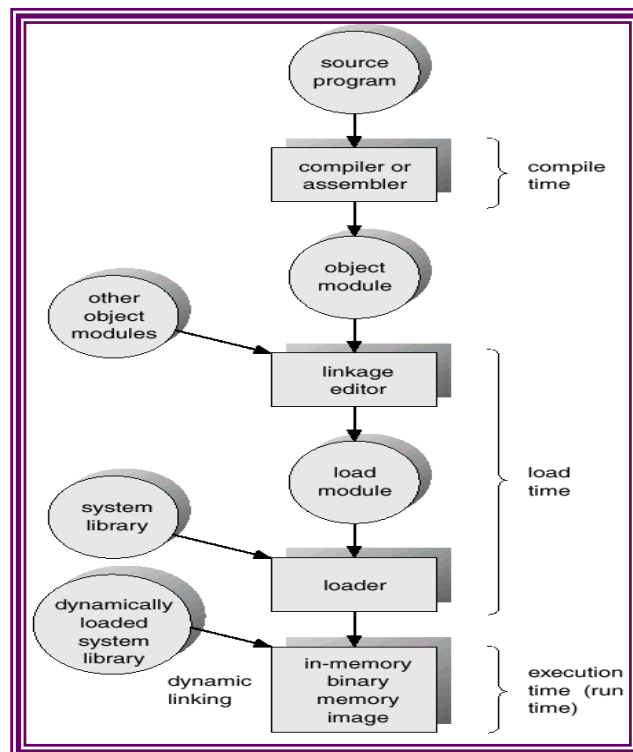 source
program
compiler or
assembler
compile
time
object
module
other
object
modules
linkage
editor
load
module
load
time
system
library
loader
dynamically
loaded
system
library
dynamic
linking
in-memory
binary
memory
image
execution
time (run
time)